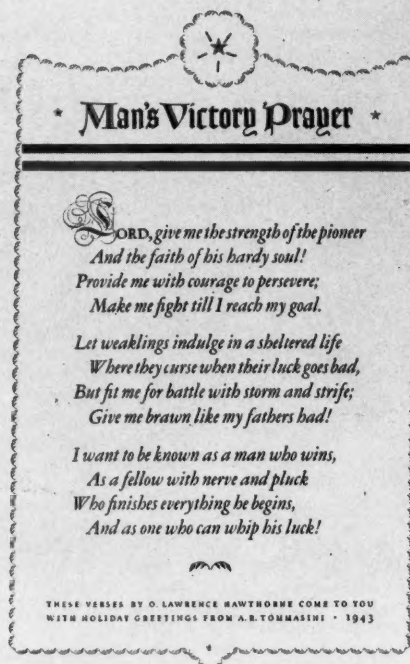 Man's Victory Prayer
LORD, give me the strength of the pioneer
And the faith of his hardy soul!
Provide me with courage to persevere;
Make me fight till I reach my goal.
Let weaklings indulge in a sheltered life
Where they curse when their luck goes bad,
But fit me for battle with storm and strife;
Give me brawn like my fathers had!
I want to be known as a man who wins,
As a fellow with nerve and pluck
Who finishes everything he begins,
And as one who can whip his luck!
THESE VERSES BY O. LAWRENCE HAWTHORNE COME TO YOU
WITH HOLIDAY GREETINGS FROM A. R. TOMMASINI • 1943